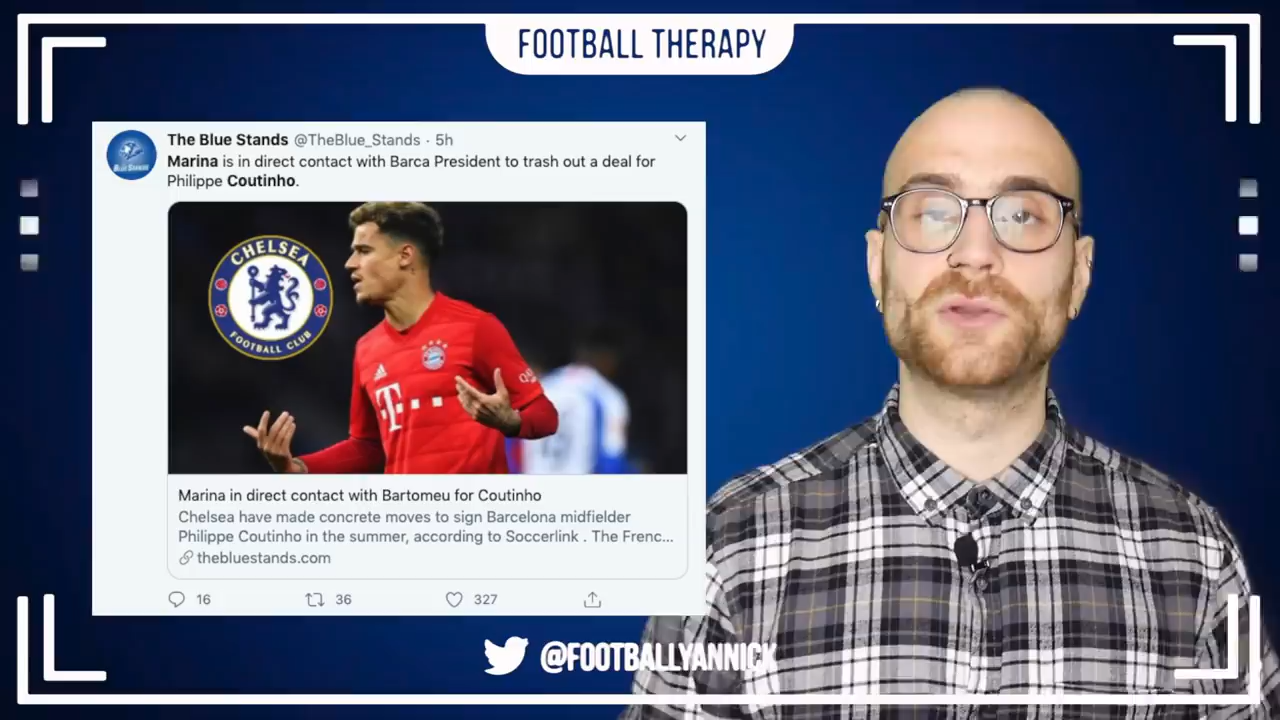 FOOTBALL THERAPY
The Blue Stands @TheBlue_Stands · 5h
Marina is in direct contact with Barca President to trash out a deal for
Philippe Coutinho.
CHELSEA
FOOTBALL CLUB
T
Marina in direct contact with Bartomeu for Coutinho
Chelsea have made concrete moves to sign Barcelona midfielder
Philippe Coutinho in the summer, according to Soccerlink . The Frenc...
thebluestands.com
16 36 327
@FOOTBALLYANNICK